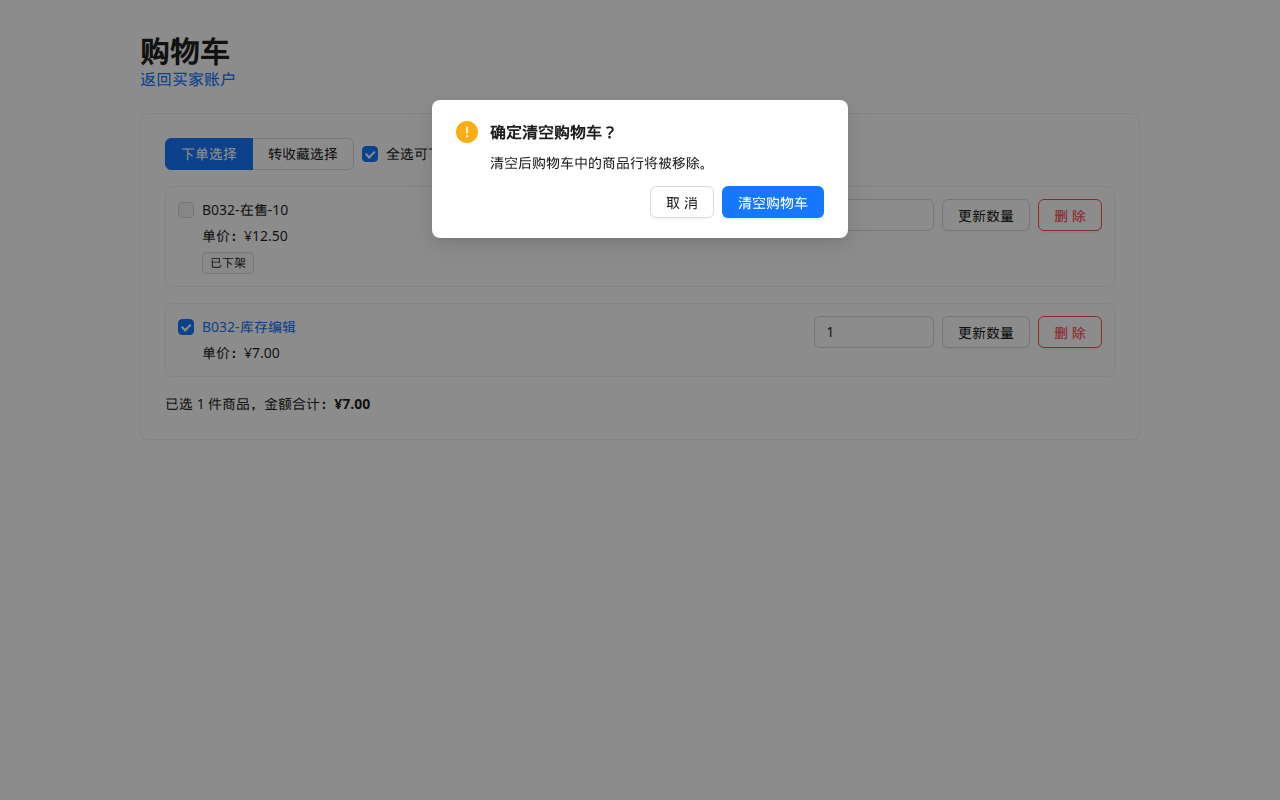 购物车
返回买家账户
确定清空购物车？
清空后购物车中的商品行将被移除。
取 消
清空购物车
下单选择
转收藏选择
全选可
B032-在售-10
单价：¥12.50
已下架
更新数量
删 除
B032-库存编辑
单价：¥7.00
1
更新数量
删 除
已选 1 件商品，金额合计：¥7.00